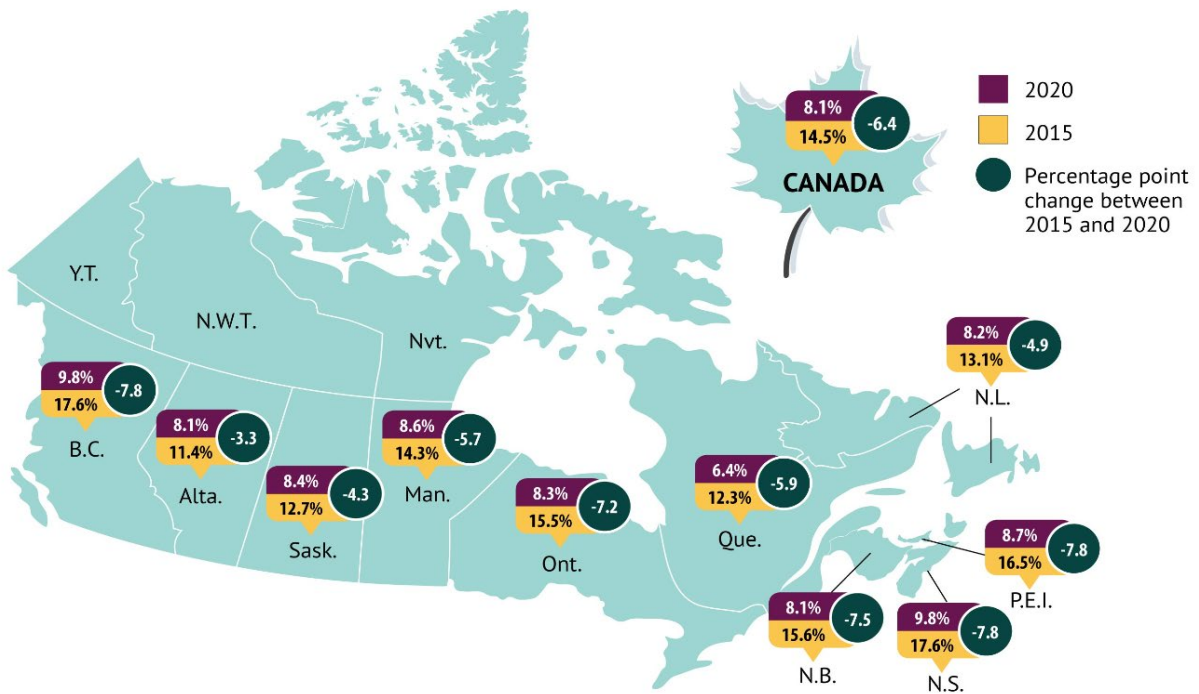 8.1%
-6.4
14.5%
CANADA
2020
2015
Percentage point
change between
2015 and 2020
Y.T.
N.W.T.
Nvt.
9.8%
-7.8
17.6%
B.C.
8.1%
-3.3
11.4%
Alta.
8.4%
-4.3
12.7%
Sask.
8.6%
-5.7
14.3%
Man.
8.3%
-7.2
15.5%
Ont.
6.4%
-5.9
12.3%
Que.
8.2%
-4.9
13.1%
N.L.
8.7%
-7.8
16.5%
P.E.I.
8.1%
-7.5
15.6%
N.B.
9.8%
-7.8
17.6%
N.S.